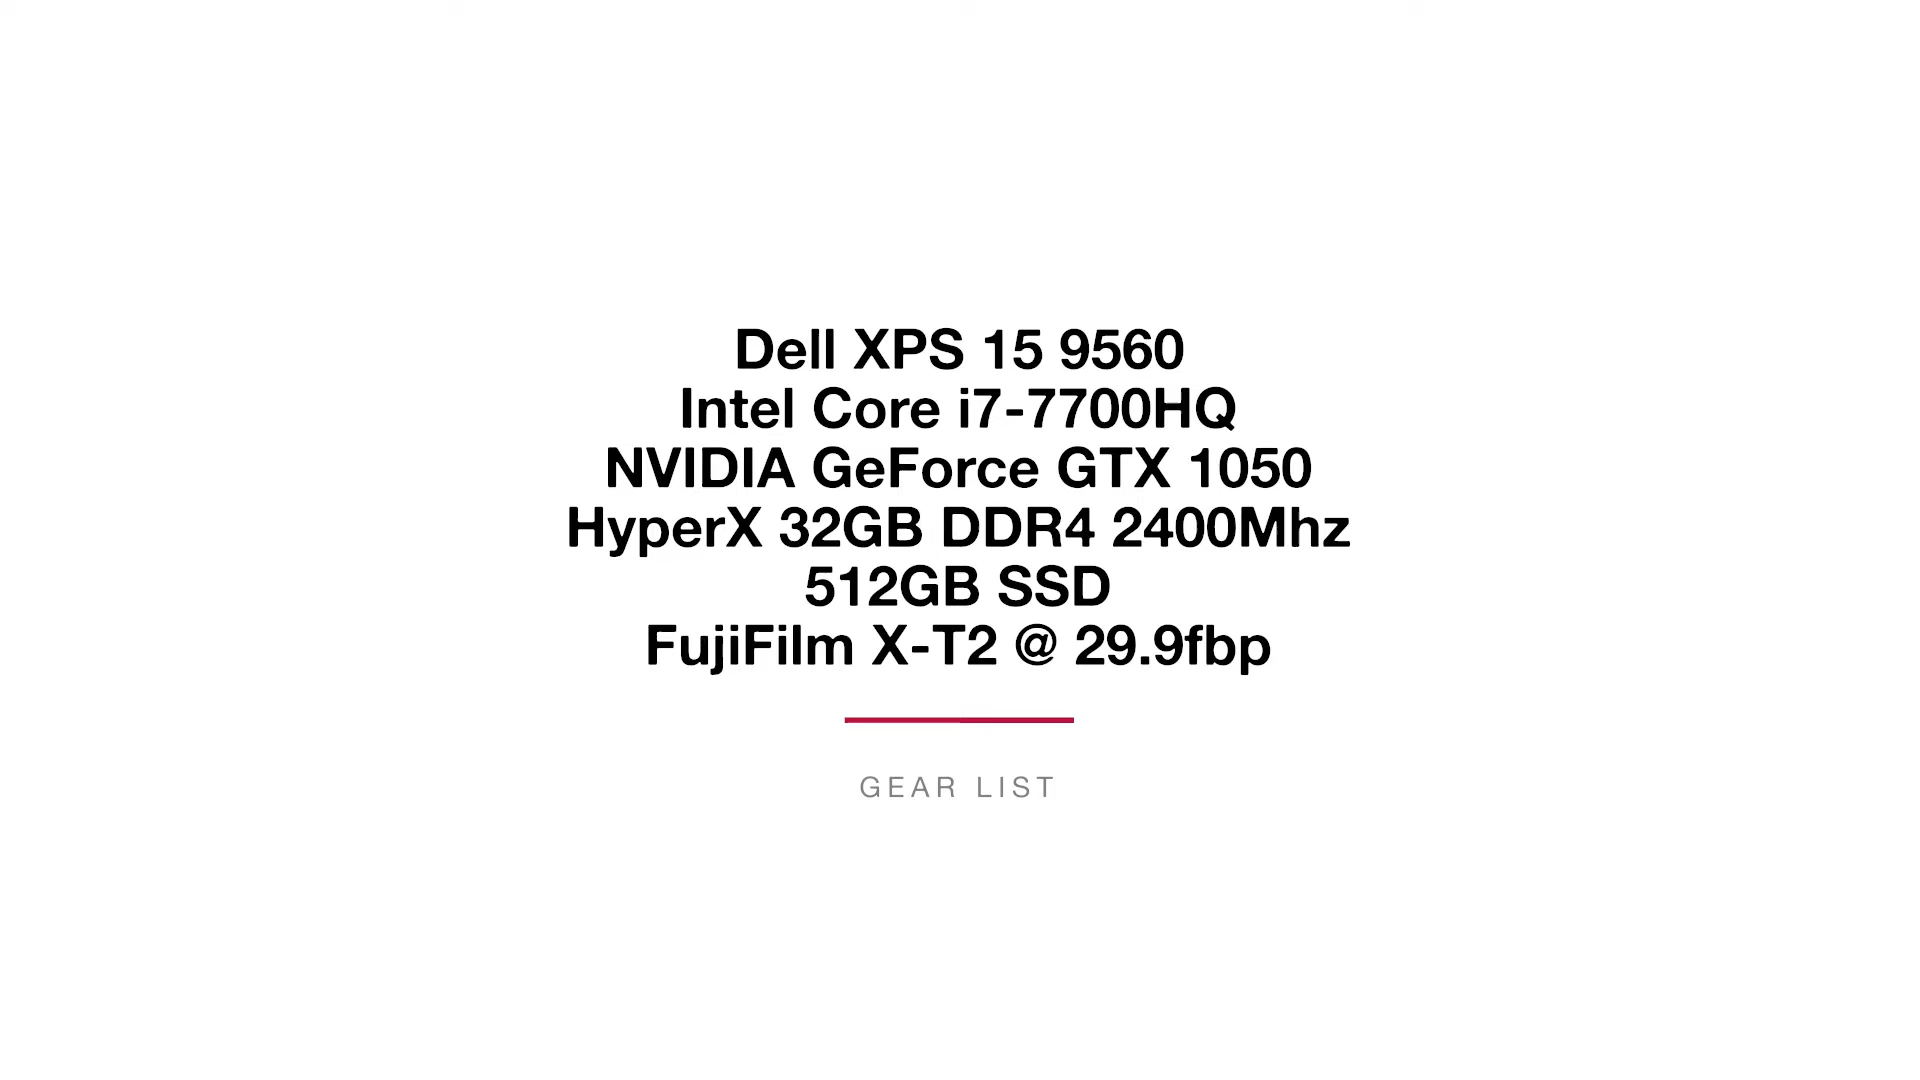 Dell XPS 15 9560
Intel Core i7-7700HQ
NVIDIA GeForce GTX 1050
HyperX 32GB DDR4 2400Mhz
512GB SSD
FujiFilm X-T2 @ 29.9fbp
GEAR LIST